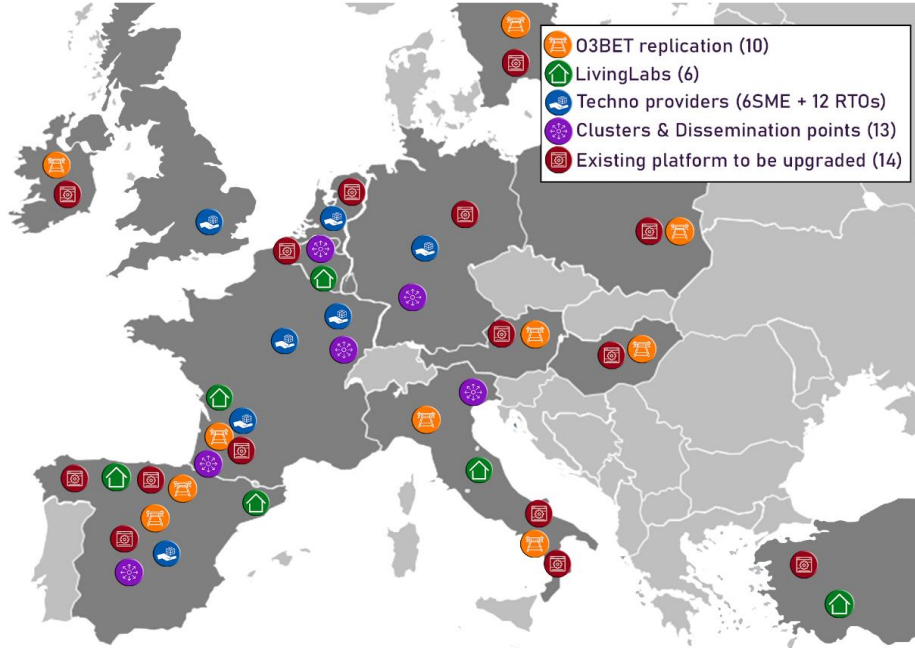 O3BET replication (10)
LivingLabs (6)
Techno providers (6SME + 12 RTOs)
Clusters & Dissemination points (13)
Existing platform to be upgraded (14)